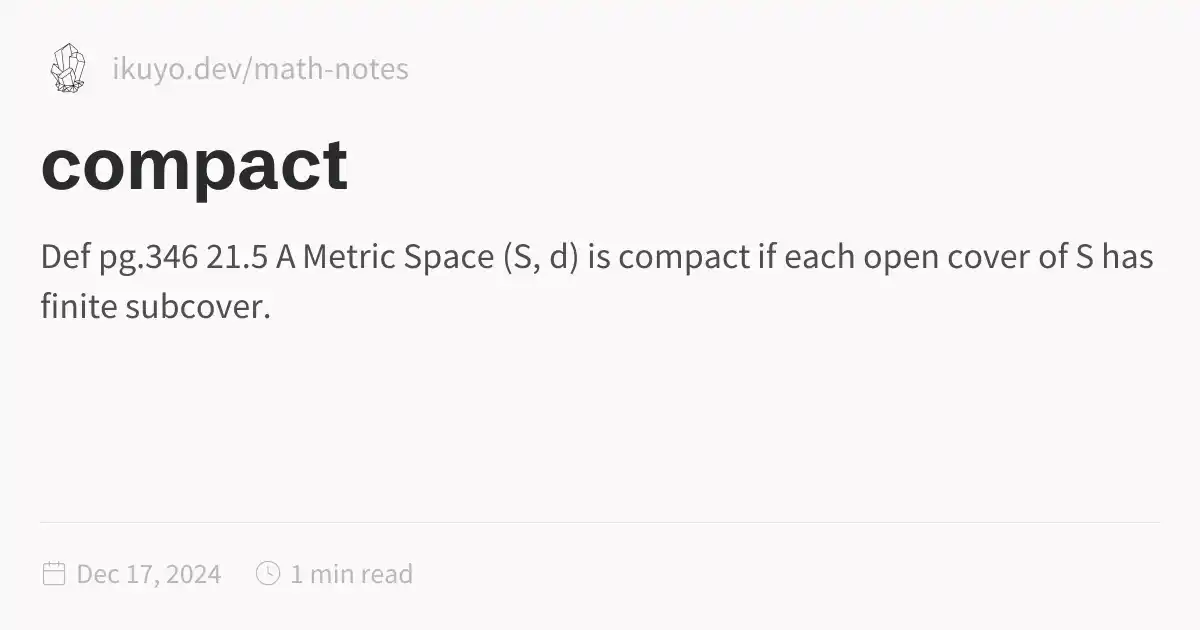 ikuyo.dev/math-notes
compact
Def pg.346 21.5 A Metric Space (S, d) is compact if each open cover of S has
finite subcover.
Dec 17, 2024 1 min read